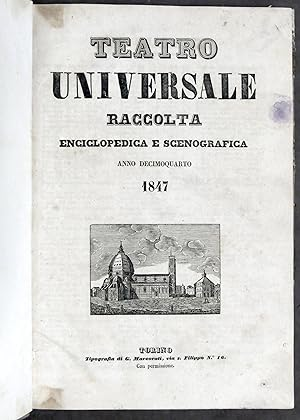 TEATRO
UNIVERSALE
RACCOLTA
ENCICLOPEDICA E SCENOGRAFICA
ANNO DECIMOQUARTO
1847
TORINO
Tipografia di G. Marzorati, via s. Filippo N.° 16.
Con permissione.